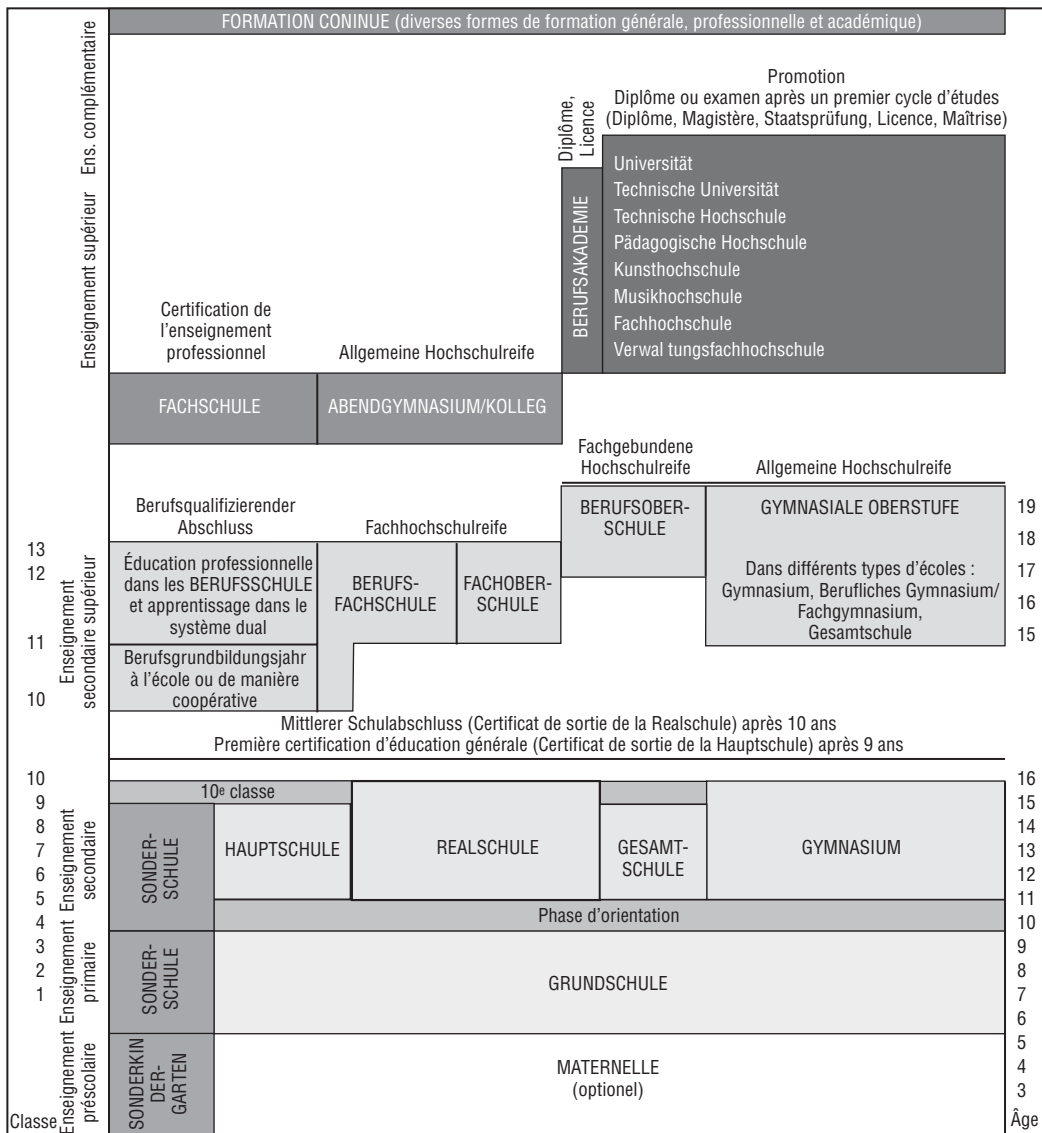 FORMATION CONINUE (diverses formes de formation générale, professionnelle et académique)
Ens. complémentaire
Enseignement supérieur
Diplôme,
Licence
Promotion
Diplôme ou examen après un premier cycle d'études
(Diplôme, Magistère, Staatsprüfung, Licence, Maîtrise)
BERUFSAKADEMIE
Universität
Technische Universität
Technische Hochschule
Pädagogische Hochschule
Kunsthochschule
Musikhochschule
Fachhochschule
Verwal tungsfachhochschule
Certification de
l'enseignement
professionnel
Allgemeine Hochschulreife
FACHSCHULE
ABENDGYMNASIUM/KOLLEG
Fachgebundene
Hochschulreife
Allgemeine Hochschulreife
Berufsqualifizierender
Abschluss
Fachhochschulreife
BERUFSOBER-
SCHULE
GYMNASIALE OBERSTUFE
Dans différents types d'écoles :
Gymnasium, Berufliches Gymnasium/
Fachgymnasium,
Gesamtschule
19
18
17
16
15
13
12
11
10
Enseignement
secondaire supérieur
Éducation professionnelle
dans les BERUFSSCHULE
et apprentissage dans le
système dual
BERUFS-
FACHSCHULE
FACHOBER-
SCHULE
Berufsgrundbildungsjahr
à l'école ou de manière
coopérative
Mittlerer Schulabschluss (Certificat de sortie de la Realschule) après 10 ans
Première certification d'éducation générale (Certificat de sortie de la Hauptschule) après 9 ans
10
9
8
7
6
5
4
3
2
1
Enseignement
secondaire
Enseignement
primaire
Enseignement
préscolaire
10e classe
SONDER-
SCHULE
HAUPTSCHULE
REALSCHULE
GESAMT-
SCHULE
GYMNASIUM
Phase d'orientation
SONDER-
SCHULE
GRUNDSCHULE
SONDERKIN
DER-
GARTEN
MATERNELLE
(optionel)
16
15
14
13
12
11
10
9
8
7
6
5
4
3
Classe
Âge